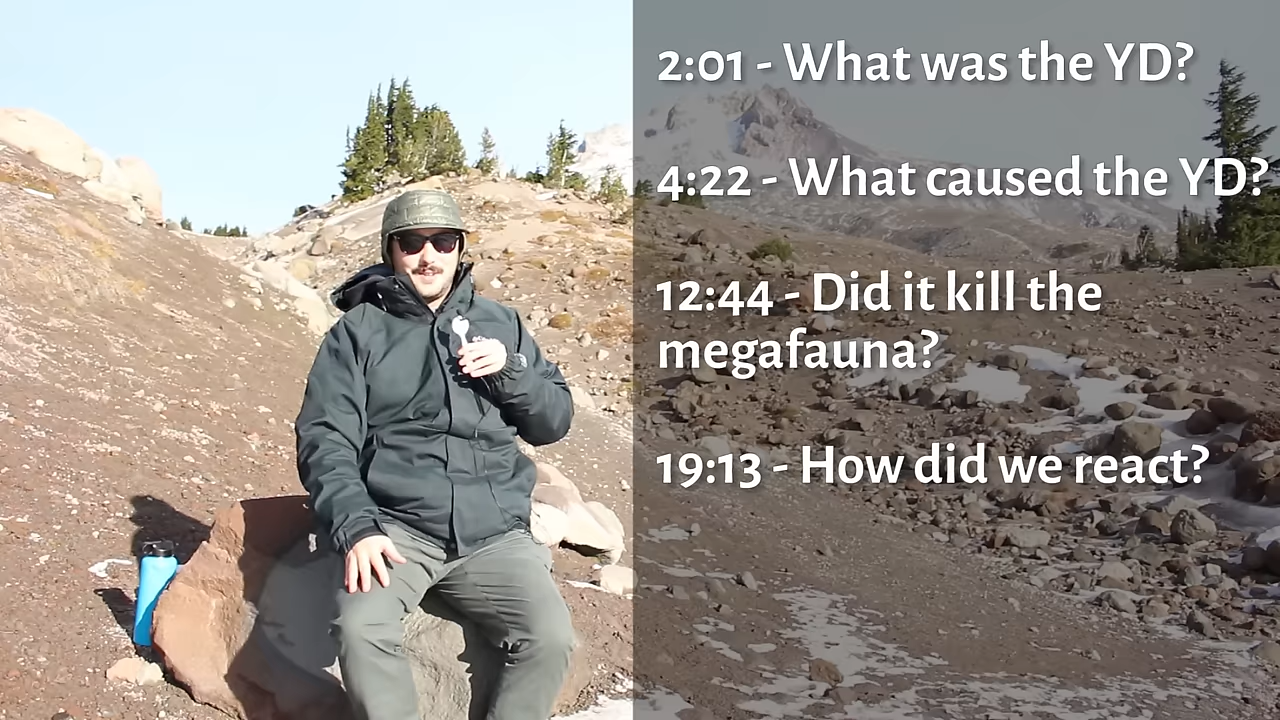 2:01 - What was the YD?
4:22 - What caused the YD?
12:44 - Did it kill the
megafauna?
19:13 - How did we react?